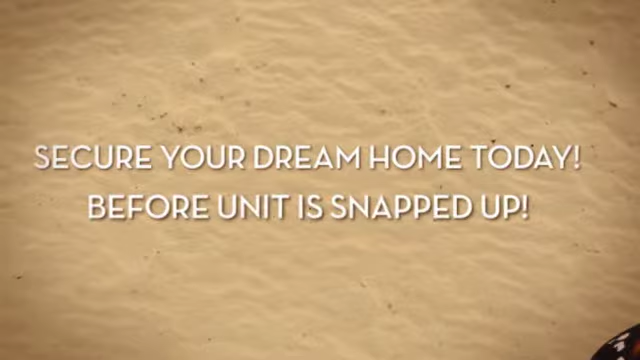 SECURE YOUR DREAM HOME TODAY!
BEFORE UNIT IS SNAPPED UP!